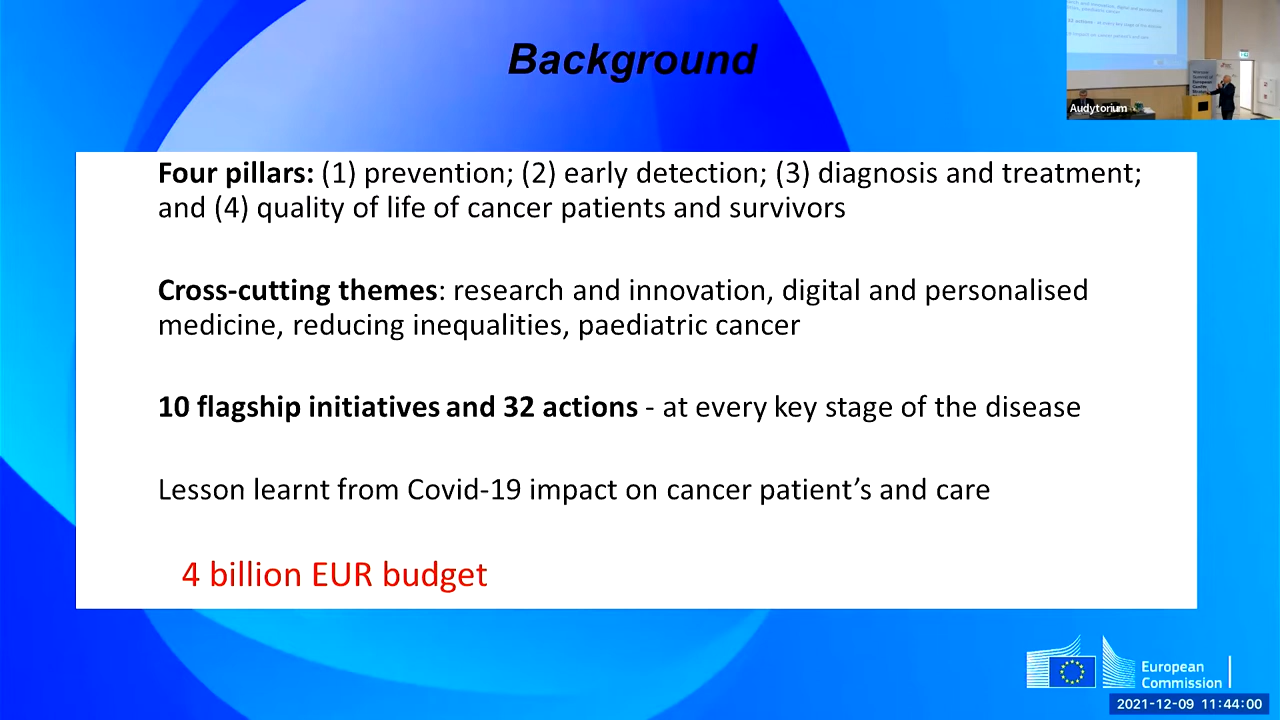 Background
Four pillars: (1) prevention; (2) early detection; (3) diagnosis and treatment;
and (4) quality of life of cancer patients and survivors
Cross-cutting themes: research and innovation, digital and personalised
medicine, reducing inequalities, paediatric cancer
10 flagship initiatives and 32 actions - at every key stage of the disease
Lesson learnt from Covid-19 impact on cancer patient's and care
4 billion EUR budget
Audytorium
European
Commission
2021-12-09 11:44:00